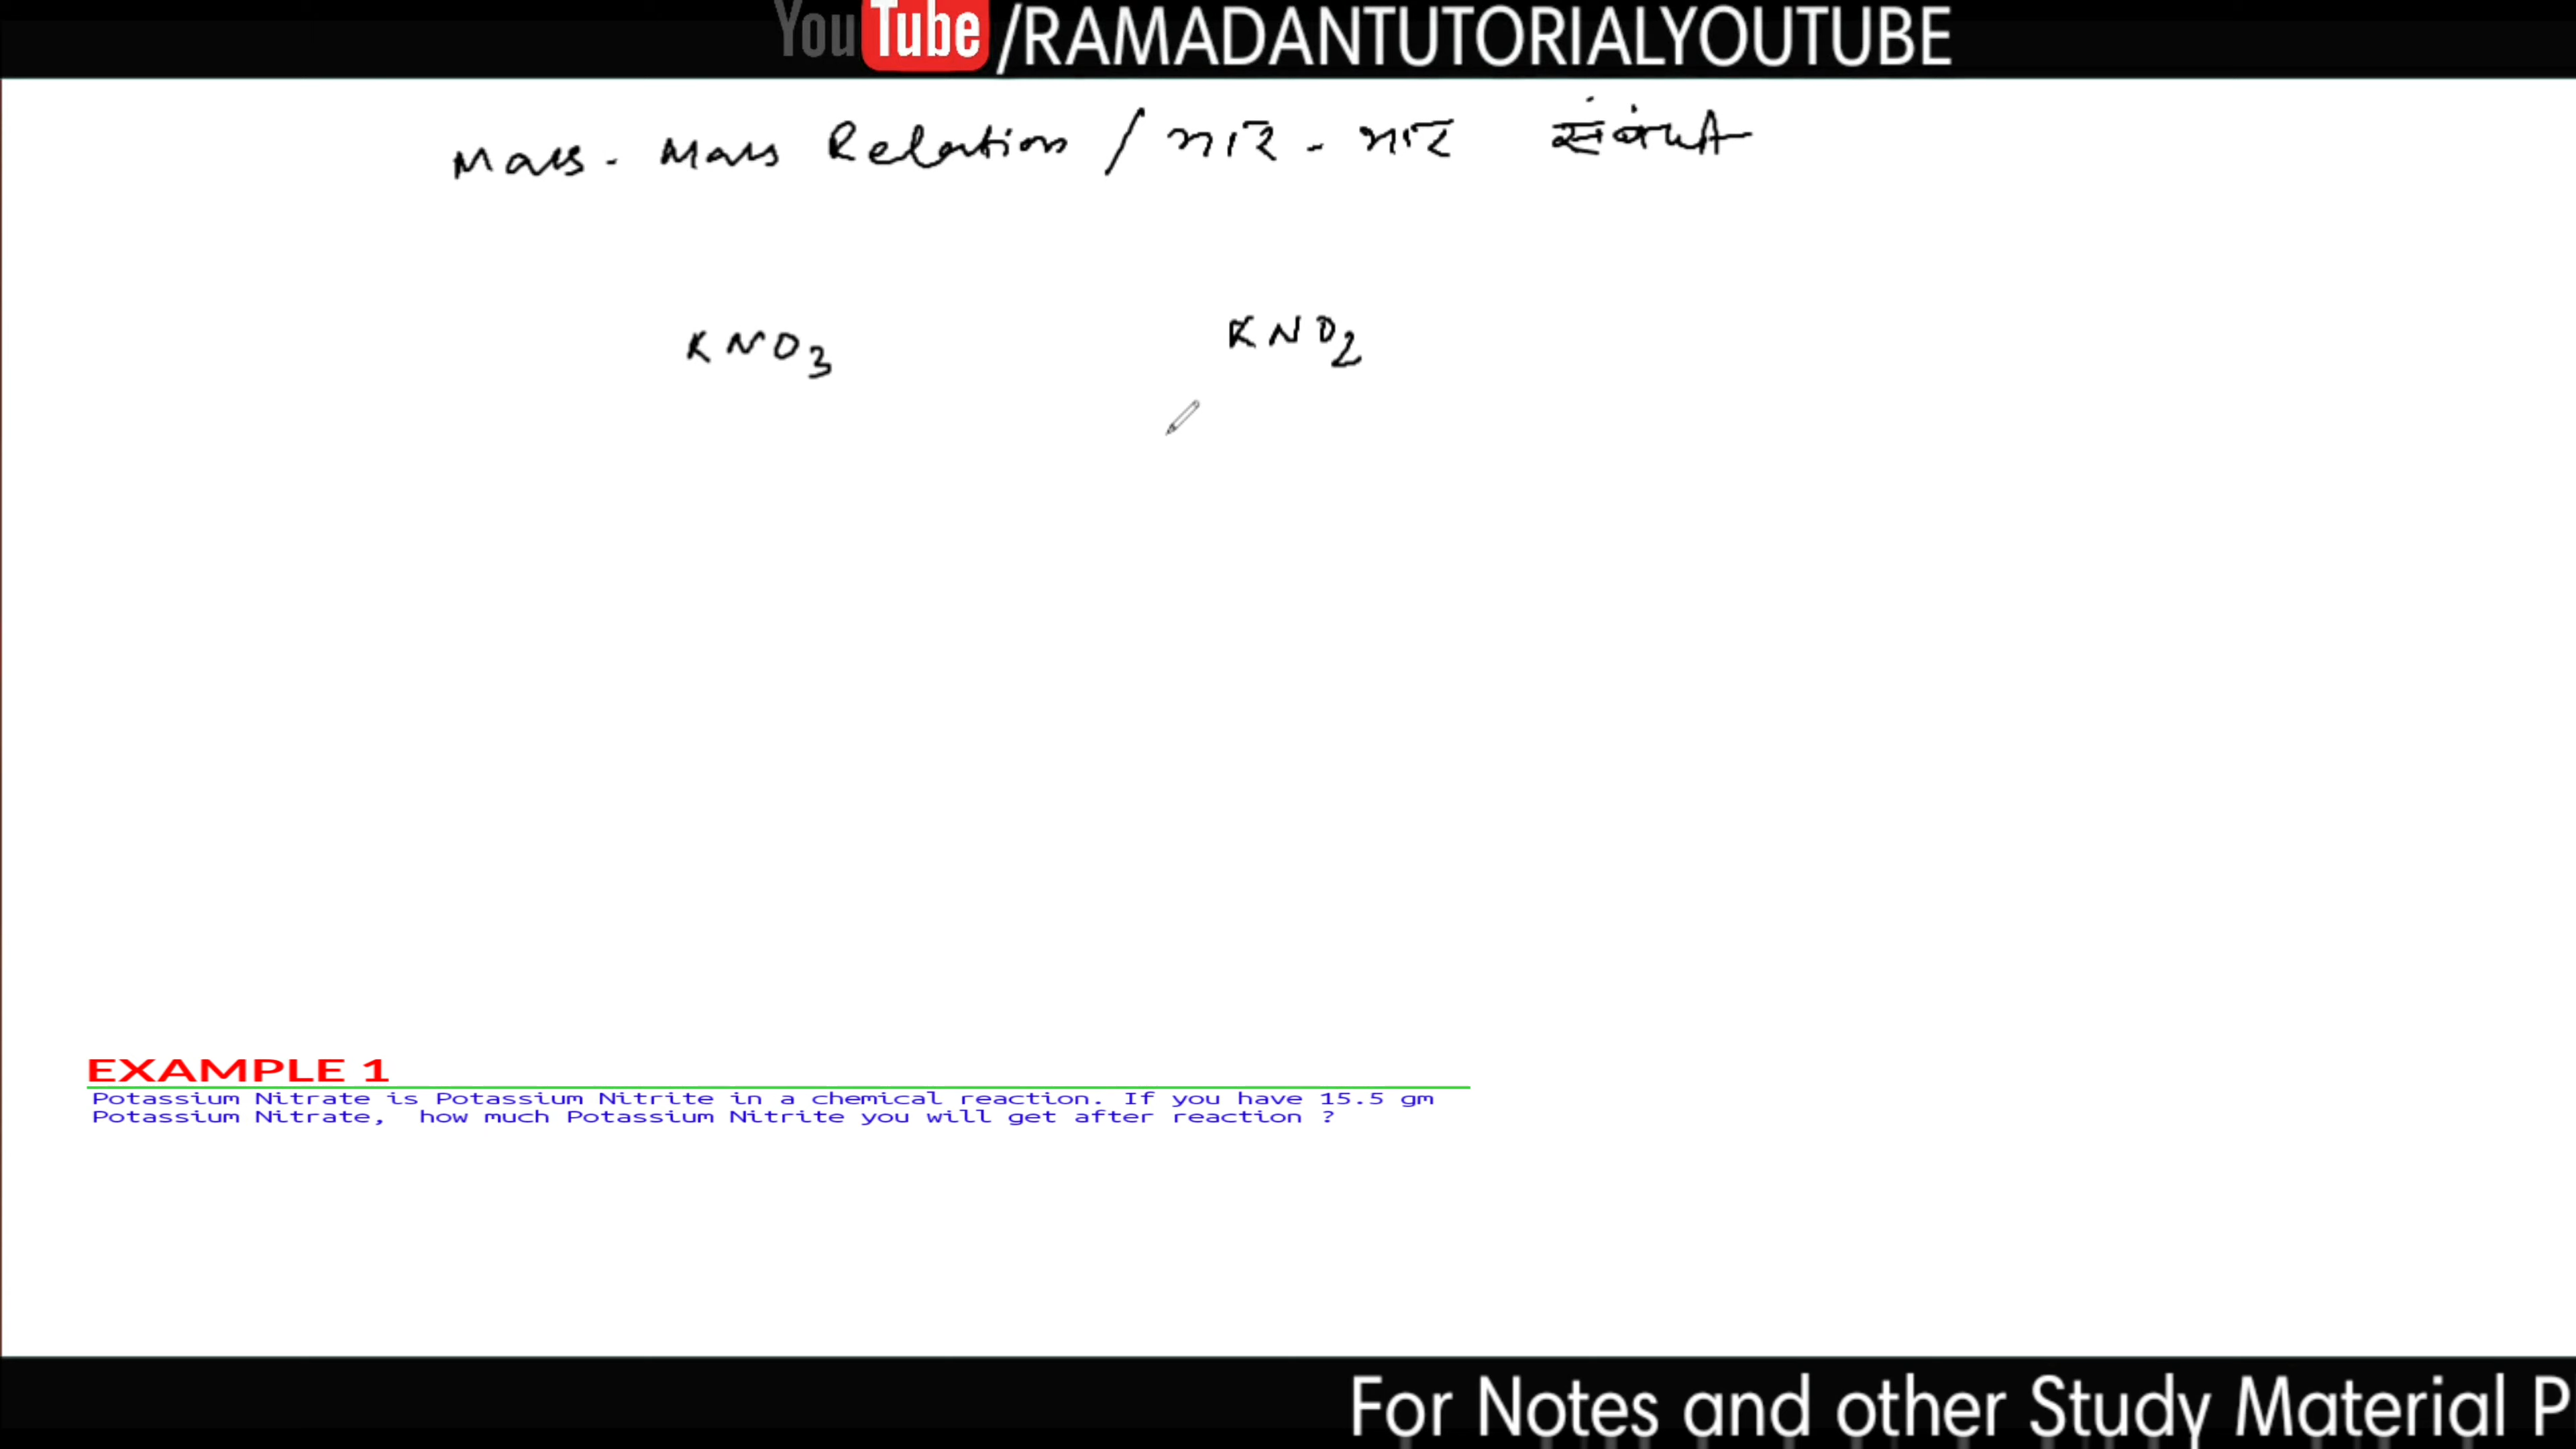 YouTube /RAMADANTUTORIALYOUTUBE
Mass - Mass Relation / भार - भार संबंधी
KNO3 KNO2
EXAMPLE 1
Potassium Nitrate is Potassium Nitrite in a chemical reaction. If you have 15.5 gm
Potassium Nitrate, how much Potassium Nitrite you will get after reaction ?
For Notes and other Study Material P